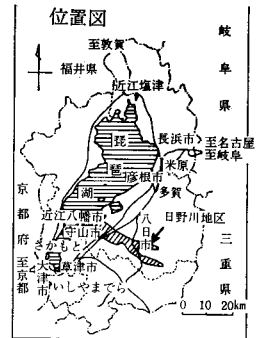 位置図
至敦賀
福井県
岐阜県
近江塩津
琵琶湖
長浜市
至名古屋
至岐阜
米原
彦根市
多賀
京都府
近江八幡市
八日市
日野川地区
守山市
さかもと
三重県
草津市
大津市
至京都
いしやまでら
0 10 20km